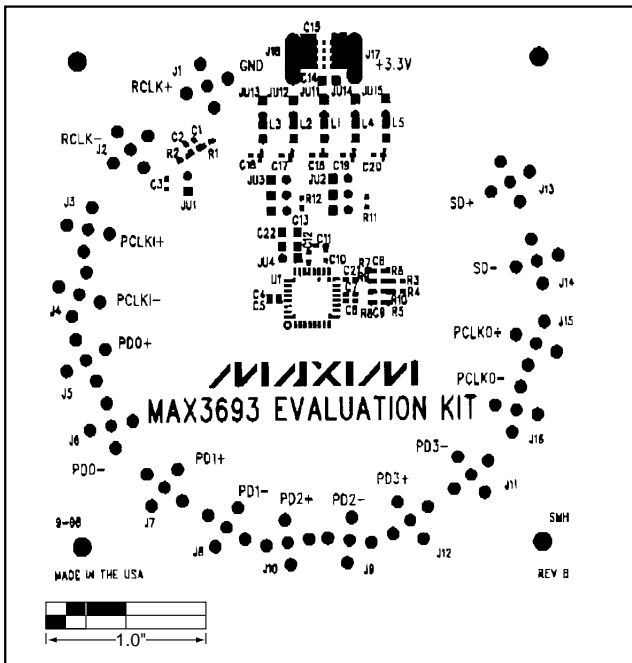 C15
J18
J17
GND
+3.3V
C14
J1
RCLK+
JU13 JU12 JU11 JU14 JU15
L3 L2 L1 L4 L5
RCLK-
J2
C2 C1
R2 R1
C16 C17 C18 C19 C20
C3
JU1
JU3 JU2
R12 R11
J13
SD+
J3
PCLKI+
C13
C22
C12 C11
JU4
C10
U1
R7 C8 R8
C21
R3
C7
R4
C4
C5
R10
C6
C9
R5
SD-
J14
J4
PCLKI-
PD0+
J5
J15
PCLKO+
PCLKO-
MAXIM
MAX3693 EVALUATION KIT
J6
PD0-
J16
PD1+
PD3-
J7
PD1-
PD2+
PD2-
PD3+
J11
J8
J10
J9
J12
9-98
SMH
MADE IN THE USA
REV B
1.0"